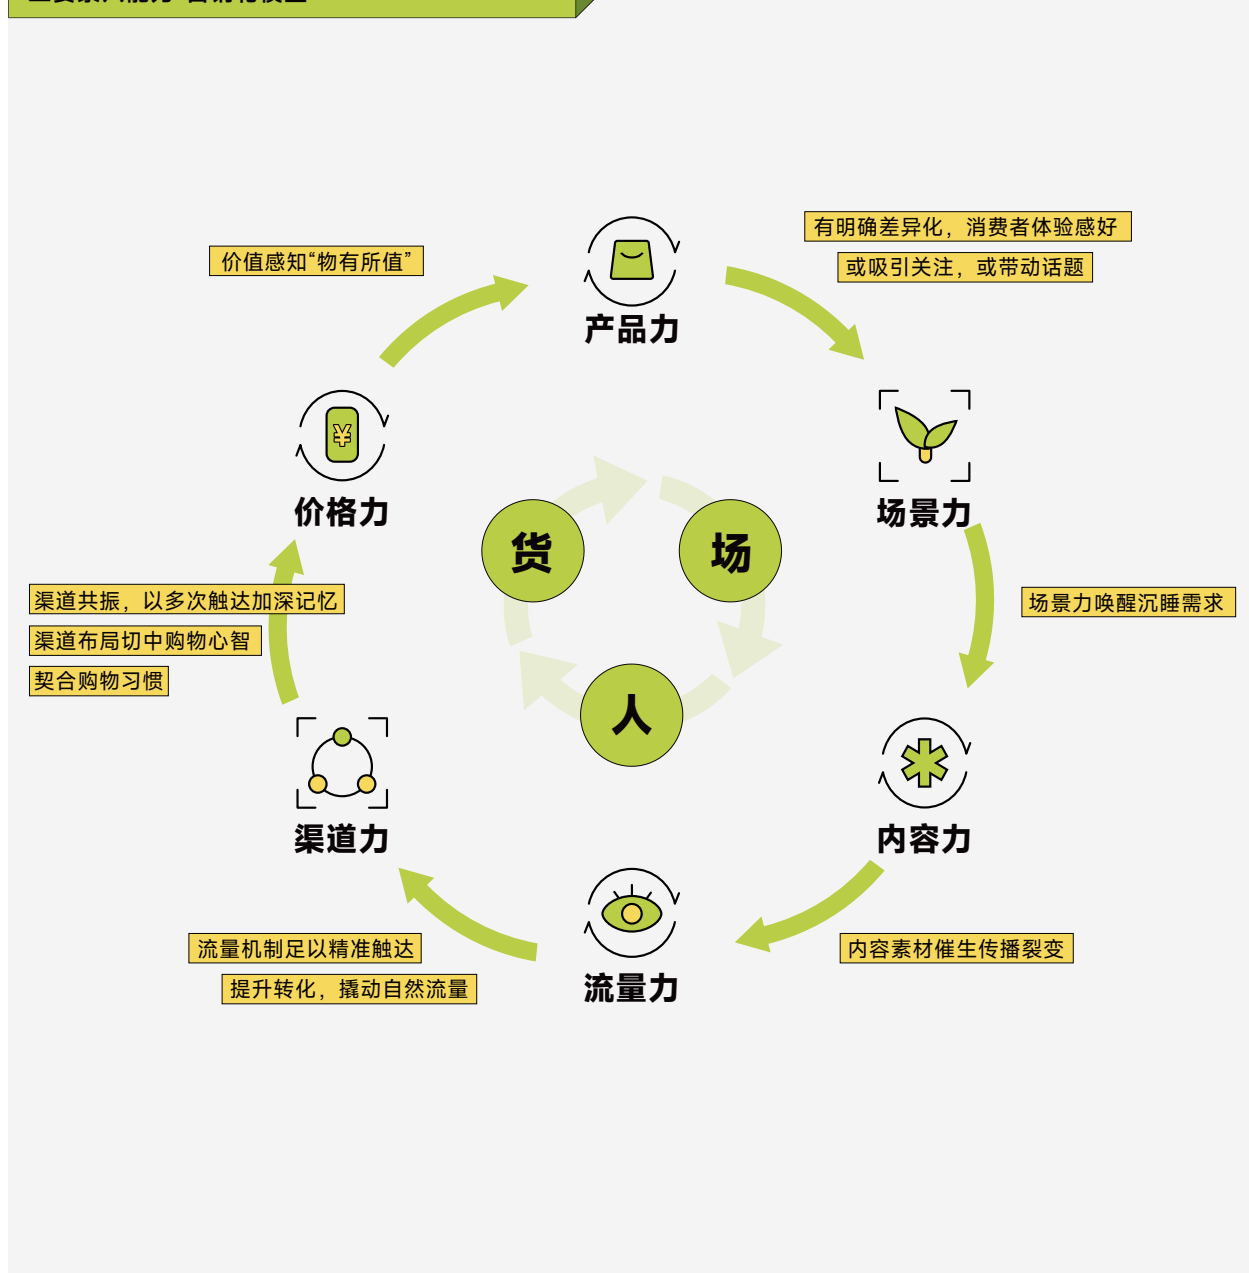 价值感知“物有所值”
有明确差异化，消费者体验感好
或吸引关注，或带动话题
产品力
价格力
场景力
货
场
人
渠道共振，以多次触达加深记忆
渠道布局切中购物心智
契合购物习惯
场景力唤醒沉睡需求
渠道力
内容力
流量机制足以精准触达
提升转化，撬动自然流量
流量力
内容素材催生传播裂变